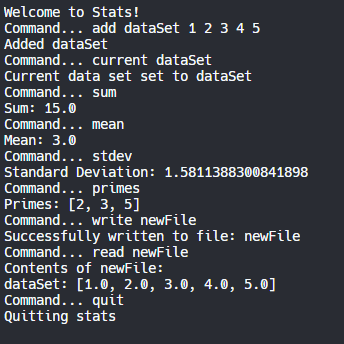 Welcome to Stats!
Command... add dataSet 1 2 3 4 5
Added dataSet
Command... current dataSet
Current data set set to dataSet
Command... sum
Sum: 15.0
Command... mean
Mean: 3.0
Command... stdev
Standard Deviation: 1.5811388300841898
Command... primes
Primes: [2, 3, 5]
Command... write newFile
Successfully written to file: newFile
Command... read newFile
Contents of newFile:
dataSet: [1.0, 2.0, 3.0, 4.0, 5.0]
Command... quit
Quitting stats